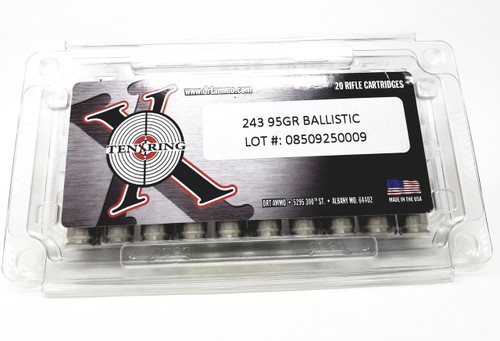 www.drtammo.com
20 RIFLE CARTRIDGES
243 95GR BALLISTIC
LOT #: 08509250009
X
TEN RING
DRT AMMO • 5295 300TH ST. • ALBANY MO. 64402
MADE IN THE USA